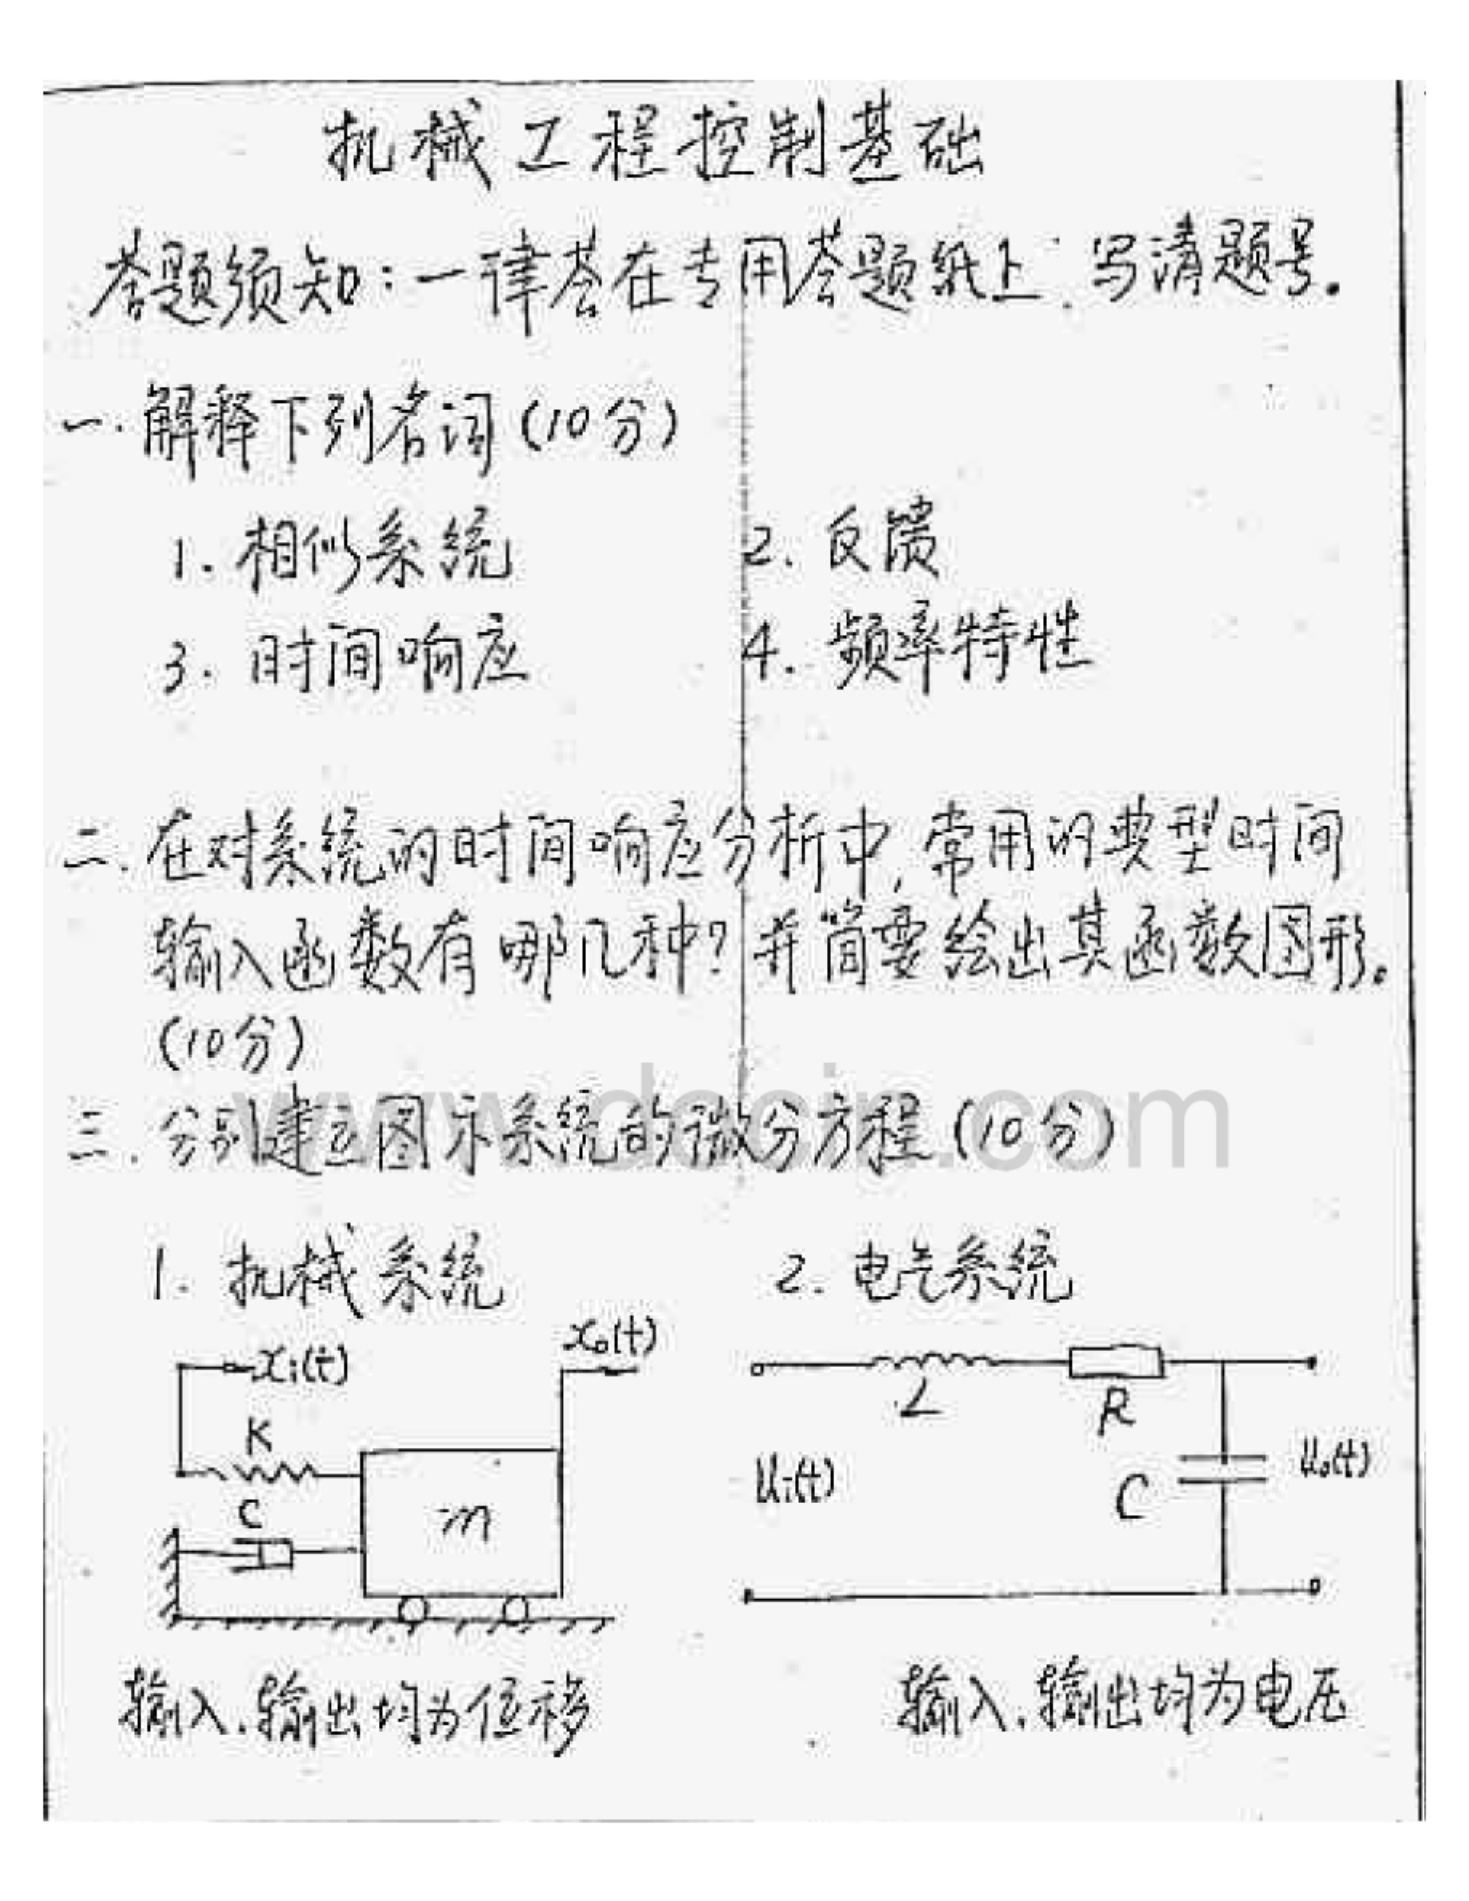 机械工程控制基础
答题须知:一律答在专用答题纸上,写清题号。
一. 解释下列名词(10分)
1. 相似系统 2. 反馈
3. 时间响应 4. 频率特性
二. 在对系统的时间响应分析中,常用的典型时间
输入函数有哪几种?并简要绘出其函数图形。
(10分)
www.docin.com
三. 分别建立图示系统的微分方程(10分)
1. 机械系统 2. 电气系统
xi(t) xo(t)
K
L R
C m
ui(t) C uo(t)
输入、输出均为位移 输入、输出均为电压